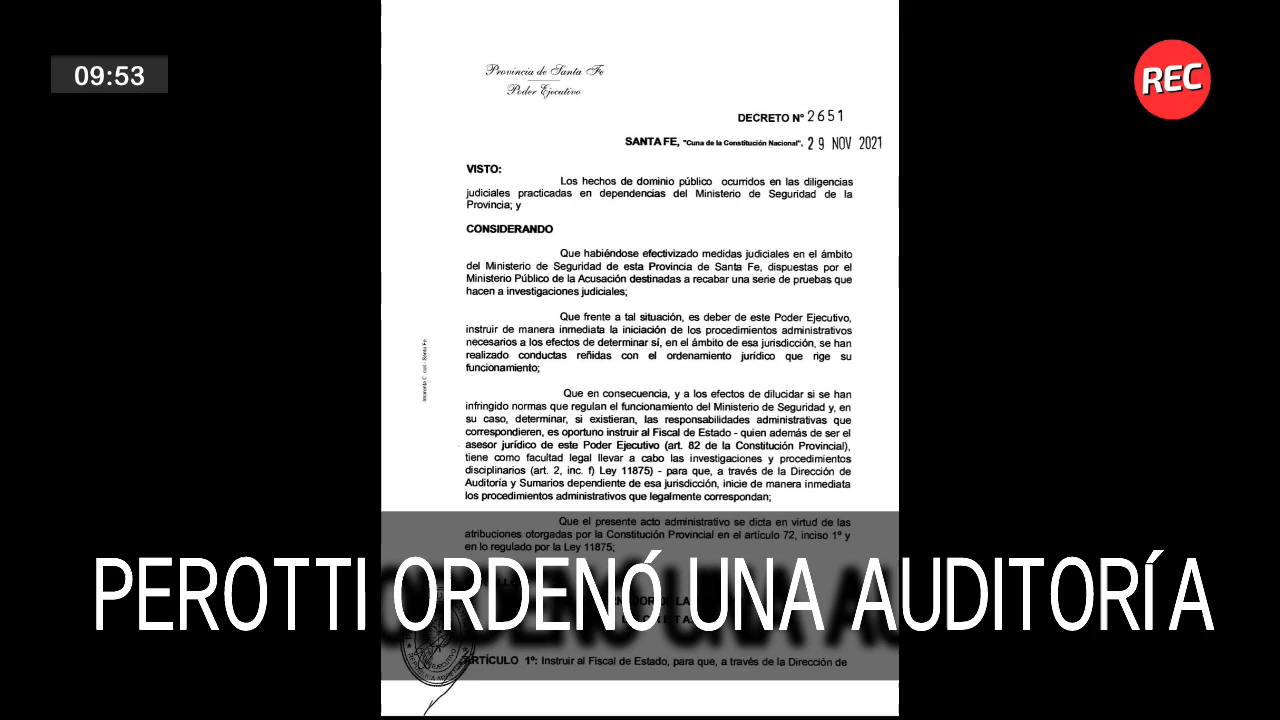 09:53
REC
Provincia de Santa Fe
Poder Ejecutivo
DECRETO Nº 2651
SANTA FE, "Cuna de la Constitución Nacional", 29 NOV 2021
VISTO:
Los hechos de dominio público ocurridos en las diligencias
judiciales practicadas en dependencias del Ministerio de Seguridad de la
Provincia; y
CONSIDERANDO
Que habiéndose efectivizado medidas judiciales en el ámbito
del Ministerio de Seguridad de esta Provincia de Santa Fe, dispuestas por el
Ministerio Público de la Acusación destinadas a recabar una serie de pruebas que
hacen a investigaciones judiciales;
Que frente a tal situación, es deber de este Poder Ejecutivo,
instruir de manera inmediata la iniciación de los procedimientos administrativos
necesarios a los efectos de determinar sí, en el ámbito de esa jurisdicción, se han
realizado conductas reñidas con el ordenamiento jurídico que rige su
funcionamiento;
Que en consecuencia, y a los efectos de dilucidar si se han
infringido normas que regulan el funcionamiento del Ministerio de Seguridad y, en
su caso, determinar, si existieran, las responsabilidades administrativas que
correspondieren, es oportuno instruir al Fiscal de Estado - quien además de ser el
asesor jurídico de este Poder Ejecutivo (art. 82 de la Constitución Provincial),
tiene como facultad legal llevar a cabo las investigaciones y procedimientos
disciplinarios (art. 2, inc. f) Ley 11875) - para que, a través de la Dirección de
Auditoría y Sumarios dependiente de esa jurisdicción, inicie de manera inmediata
los procedimientos administrativos que legalmente correspondan;
Que el presente acto administrativo se dicta en virtud de las
atribuciones otorgadas por la Constitución Provincial en el artículo 72, inciso 1º y
en lo regulado por la Ley 11875;
PEROTTI ORDENÓ UNA AUDITORÍA
ARTÍCULO 1º: Instruir al Fiscal de Estado, para que, a través de la Dirección de